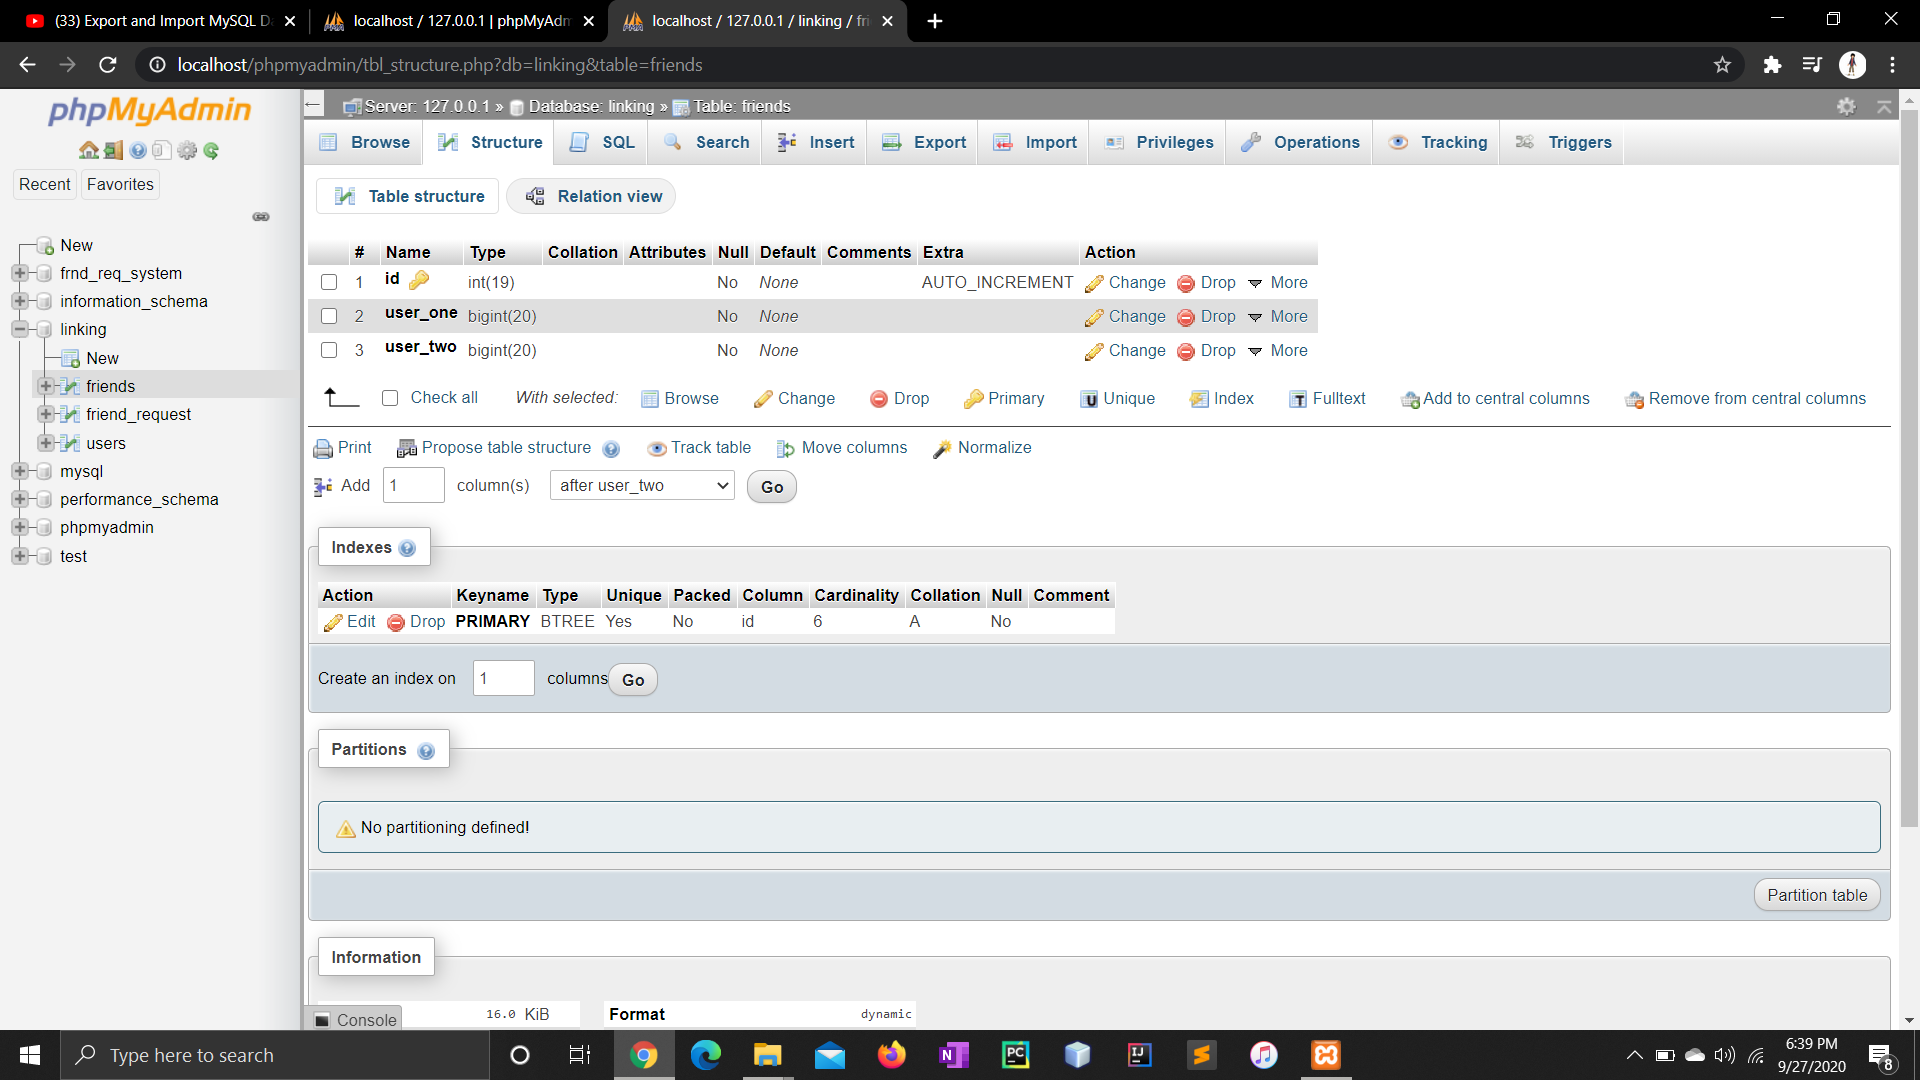 (33) Export and Import MySQL D
localhost / 127.0.0.1 | phpMyAdm
localhost / 127.0.0.1 / linking / fri
localhost/phpmyadmin/tbl_structure.php?db=linking&table=friends
phpMyAdmin
Recent Favorites
New
frnd_req_system
information_schema
linking
New
friends
friend_request
users
mysql
performance_schema
phpmyadmin
test
Server: 127.0.0.1 » Database: linking » Table: friends
Browse Structure SQL Search Insert Export Import Privileges Operations Tracking Triggers
Table structure Relation view
# Name Type Collation Attributes Null Default Comments Extra Action
1 id int(19) No None AUTO_INCREMENT Change Drop More
2 user_one bigint(20) No None Change Drop More
3 user_two bigint(20) No None Change Drop More
Check all With selected: Browse Change Drop Primary Unique Index Fulltext Add to central columns Remove from central columns
Print Propose table structure Track table Move columns Normalize
Add 1 column(s) after user_two Go
Indexes
Action Keyname Type Unique Packed Column Cardinality Collation Null Comment
Edit Drop PRIMARY BTREE Yes No id 6 A No
Create an index on 1 columns Go
Partitions
No partitioning defined!
Partition table
Information
16.0 KiB Format dynamic
Console
Type here to search
6:39 PM
9/27/2020
8